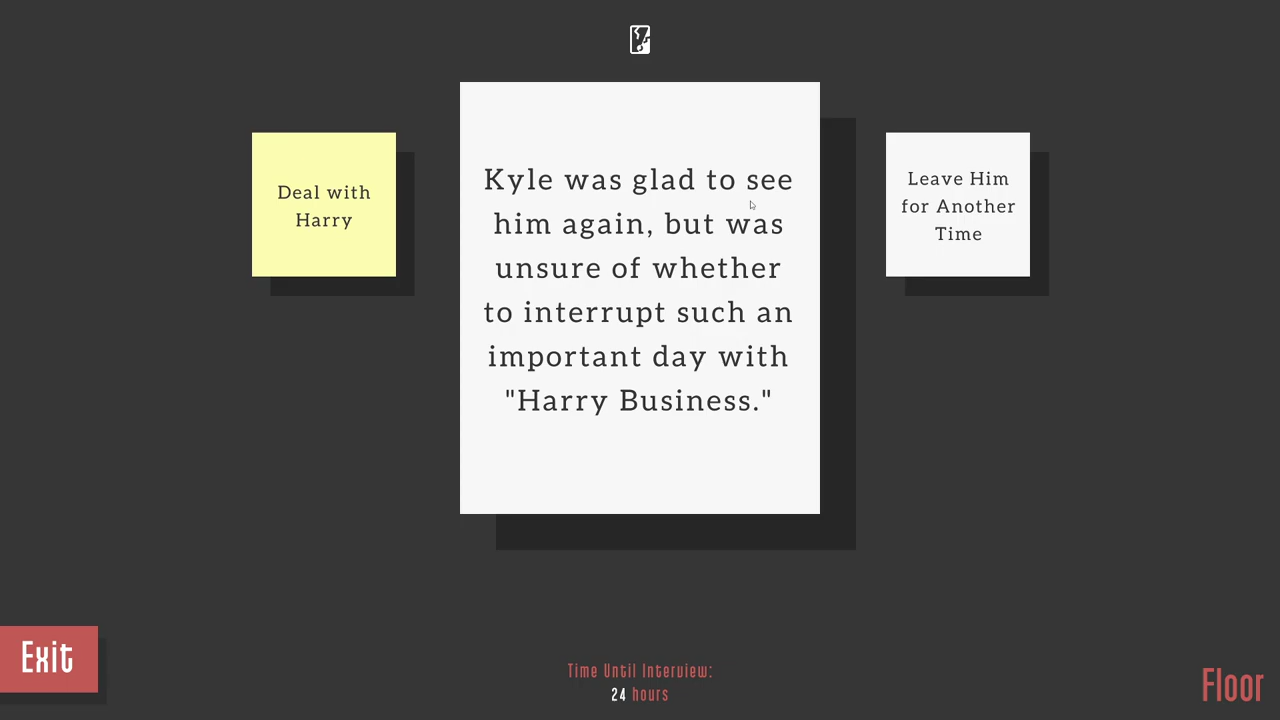 Deal with
Harry
Kyle was glad to see
him again, but was
unsure of whether
to interrupt such an
important day with
"Harry Business."
Leave Him
for Another
Time
Exit
Time Until Interview:
24 hours
Floor